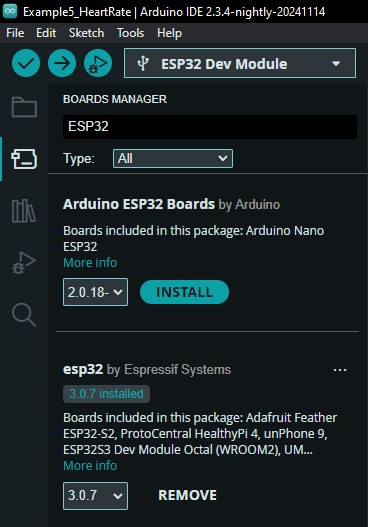 Example5_HeartRate | Arduino IDE 2.3.4-nightly-20241114
File Edit Sketch Tools Help
ESP32 Dev Module
BOARDS MANAGER
ESP32
Type: All
Arduino ESP32 Boards by Arduino
Boards included in this package: Arduino Nano
ESP32
More info
2.0.18- INSTALL
esp32 by Espressif Systems ...
3.0.7 installed
Boards included in this package: Adafruit Feather
ESP32-S2, ProtoCentral HealthyPi 4, unPhone 9,
ESP32S3 Dev Module Octal (WROOM2), UM...
More info
3.0.7 REMOVE